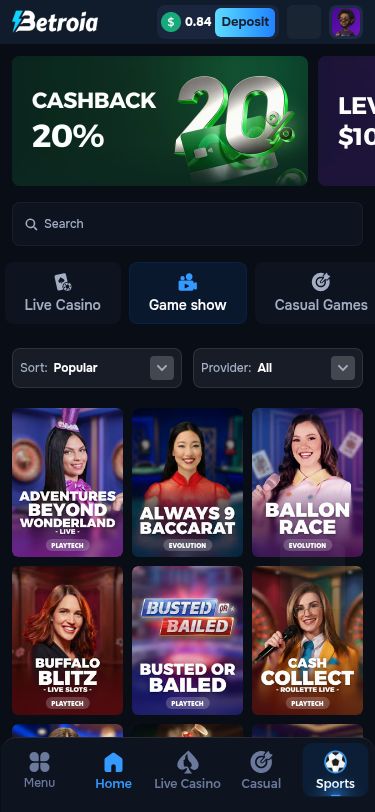 Betroia
$ 0.84 Deposit
CASHBACK
20%
20%
LEV
$10
Search
Live Casino
Game show
Casual Games
Sort: Popular
Provider: All
ADVENTURES
BEYOND
WONDERLAND
- LIVE -
PLAYTECH
ALWAYS 9
BACCARAT
EVOLUTION
BALLON
RACE
EVOLUTION
BUFFALO
BLITZ
- LIVE SLOTS -
PLAYTECH
BUSTED OR
BAILED
BUSTED OR
BAILED
PLAYTECH
CASH
COLLECT
- ROULETTE LIVE -
PLAYTECH
Menu
Home
Live Casino
Casual
Sports